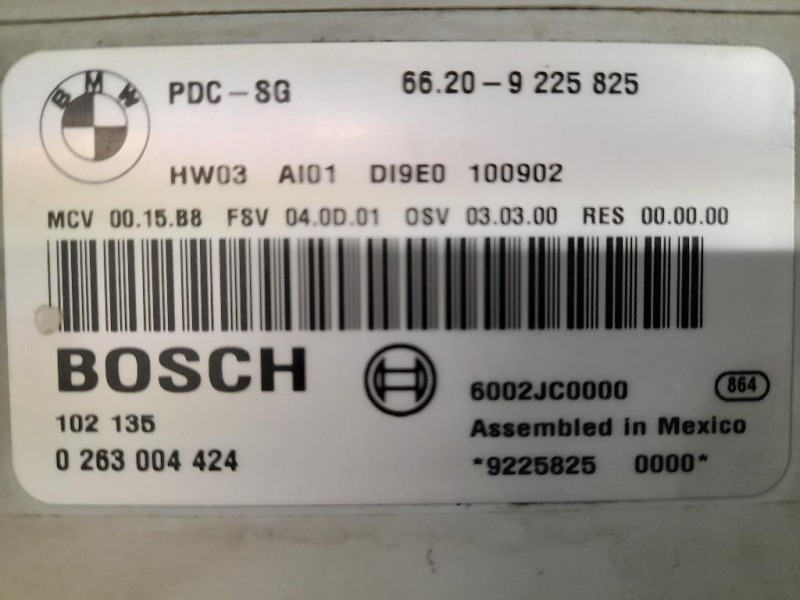 BMW
PDC-SG 66.20-9 225 825
HW03 AI01 DI9E0 100902
MCV 00.15.B8 FSV 04.0D.01 OSV 03.03.00 RES 00.00.00
BOSCH
6002JC0000 864
102 135 Assembled in Mexico
0 263 004 424 *9225825 0000*